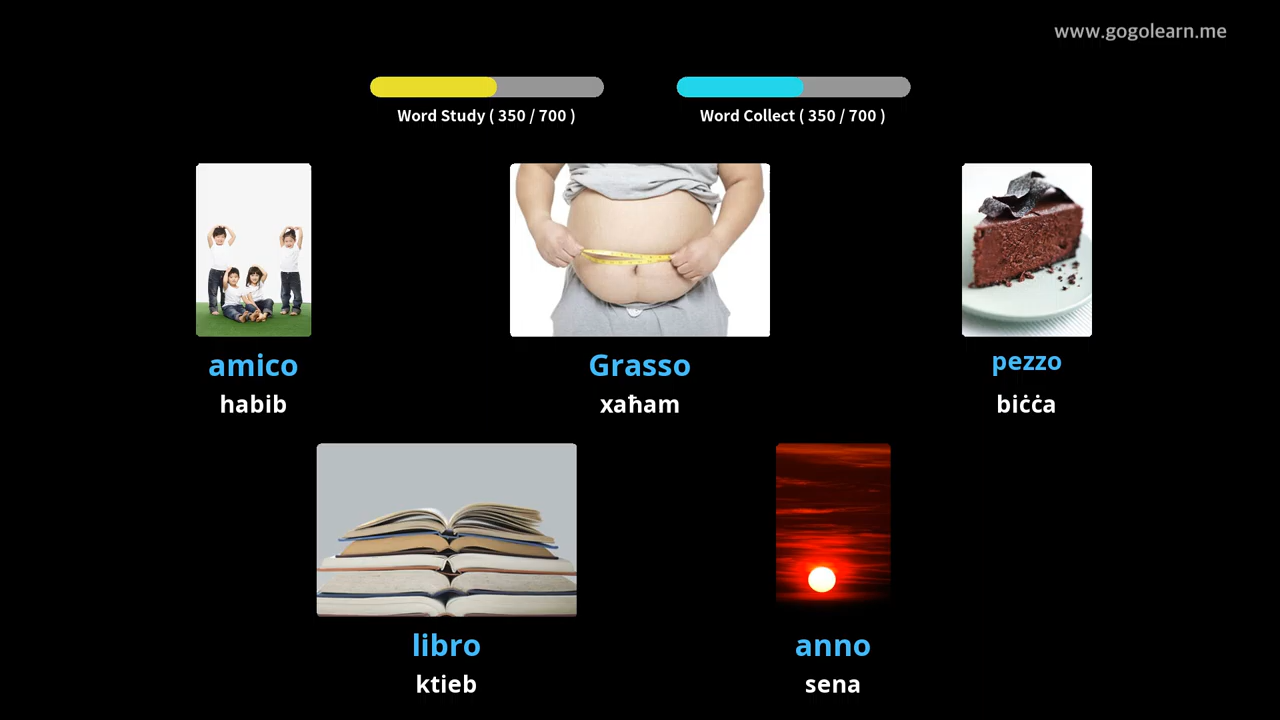 www.gogolearn.me
Word Study ( 350 / 700 )
Word Collect ( 350 / 700 )
amico
habib
Grasso
xaħam
pezzo
biċċa
libro
ktieb
anno
sena